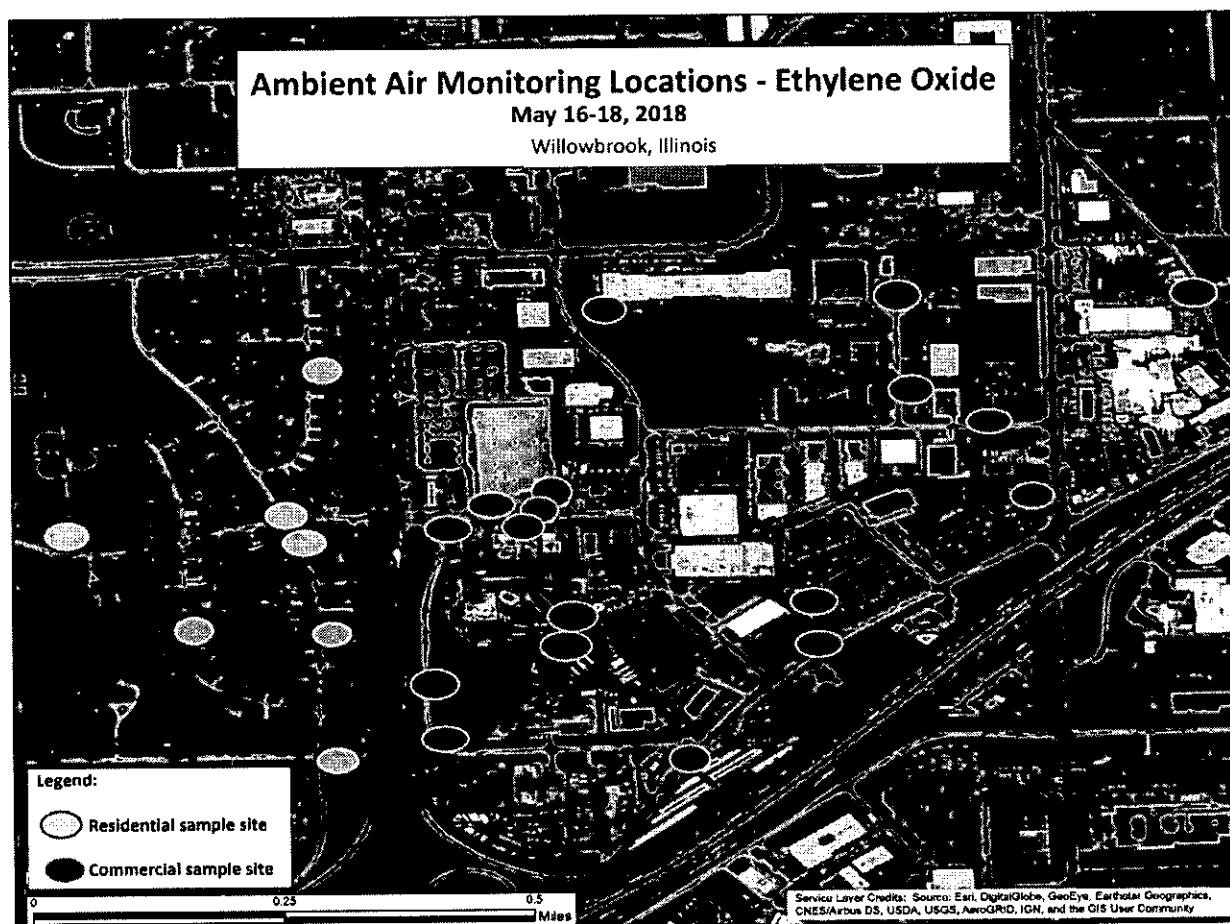 Ambient Air Monitoring Locations - Ethylene Oxide
May 16-18, 2018
Willowbrook, Illinois
Legend:
Residential sample site
Commercial sample site
0 0.25 0.5
Miles
Service Layer Credits: Source: Esri, DigitalGlobe, GeoEye, Earthstar Geographics,
CNES/Airbus DS, USDA, USGS, AeroGRID, IGN, and the GIS User Community